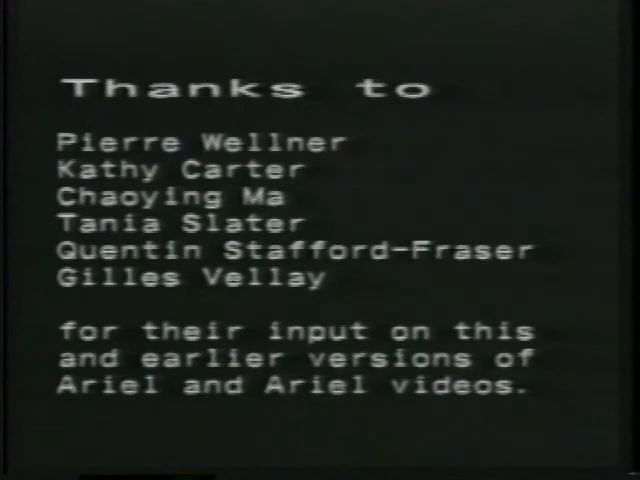 Thanks to
Pierre Wellner
Kathy Carter
Chaoying Ma
Tania Slater
Quentin Stafford-Fraser
Gilles Vellay
for their input on this
and earlier versions of
Ariel and Ariel videos.